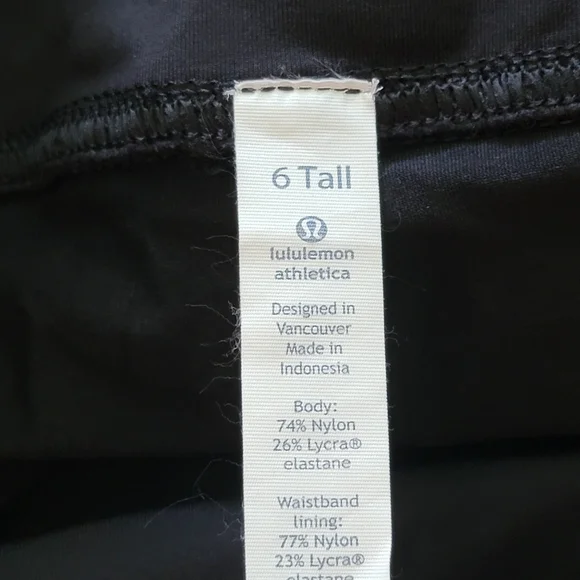 6 Tall
lululemon
athletica
Designed in
Vancouver
Made in
Indonesia
Body:
74% Nylon
26% Lycra®
elastane
Waistband
lining:
77% Nylon
23% Lycra®
elastane